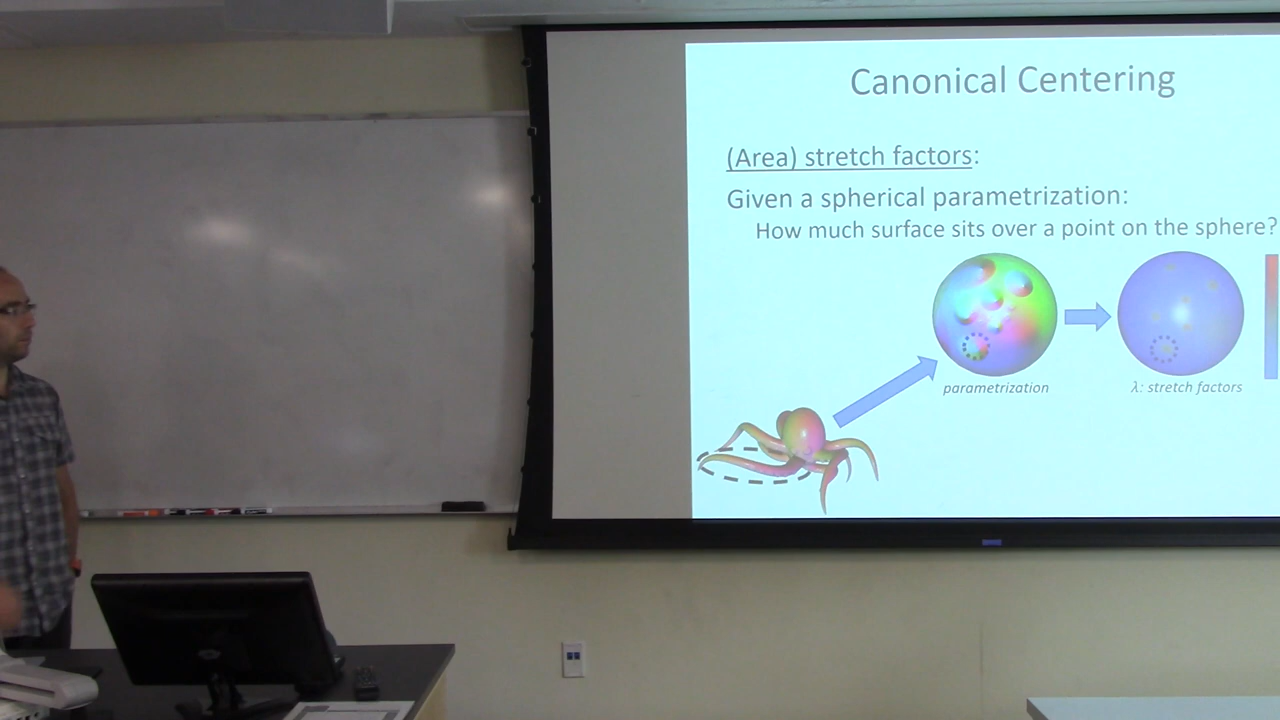 Canonical Centering
(Area) stretch factors:
Given a spherical parametrization:
How much surface sits over a point on the sphere?
parametrization
λ: stretch factors